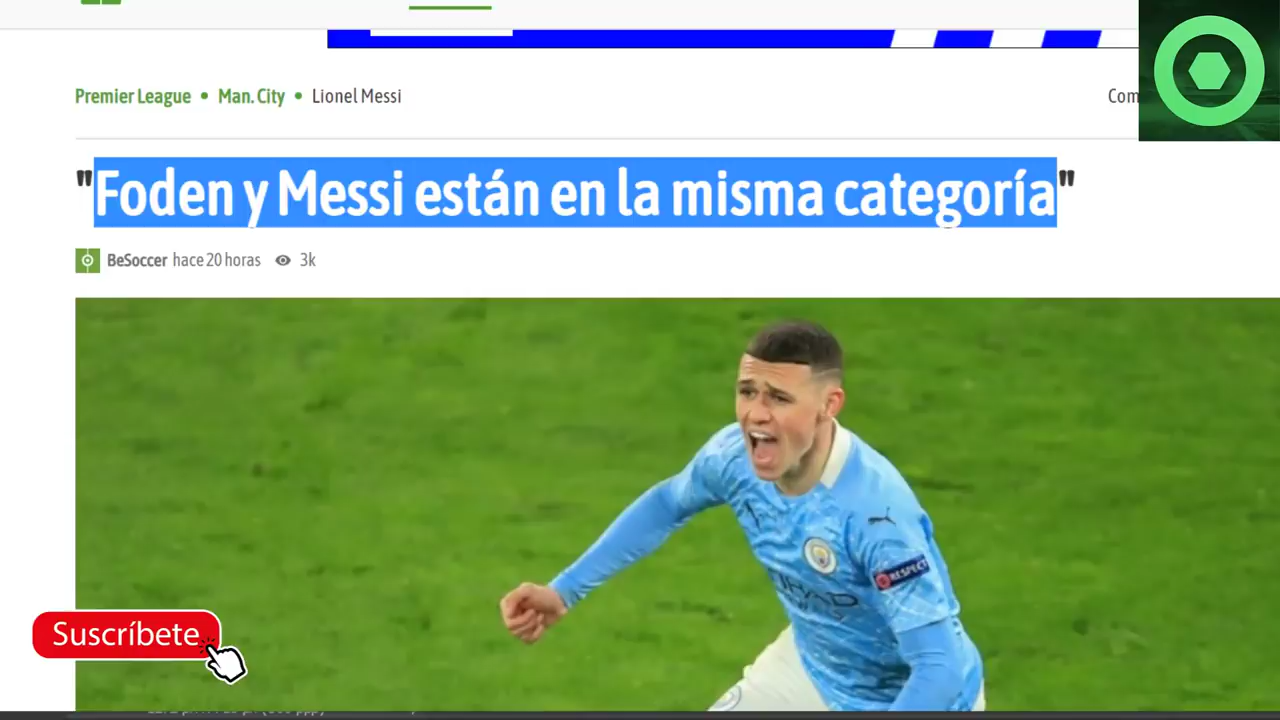 Premier League • Man. City • Lionel Messi
Com
"Foden y Messi están en la misma categoría"
BeSoccer hace 20 horas 3k
RESPECT
Suscríbete